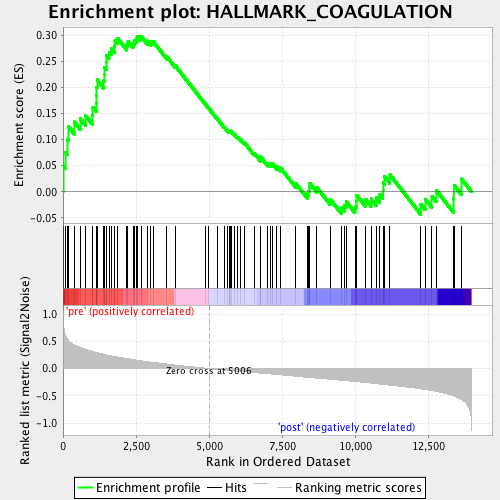 Enrichment plot: HALLMARK_COAGULATION
Enrichment score (ES)
0.30
0.25
0.20
0.15
0.10
0.05
0.00
-0.05
'pre' (positively correlated)
Ranked list metric (Signal2Noise)
1.0
0.5
0.0
-0.5
-1.0
Zero cross at 5006
'post' (negatively correlated)
0
2,500
5,000
7,500
10,000
12,500
Rank in Ordered Dataset
Enrichment profile
Hits
Ranking metric scores